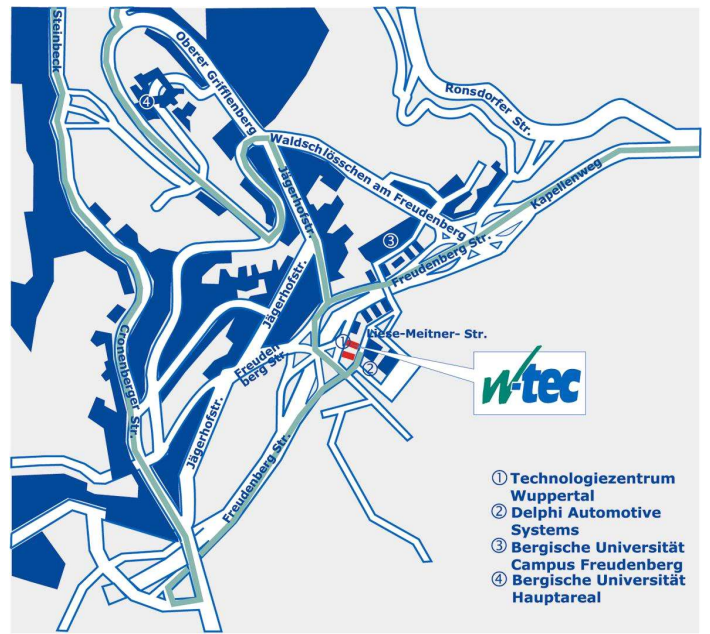 Steinbeck
Oberer Grifflenberg
Ronsdorfer Str.
④
Waldschlösschen am Freudenberg
Kapellenweg
Jägerhofstr.
③
Freudenberg Str.
Jägerhofstr.
Cronenberger Str.
①
Liese-Meitner- Str.
Freuden-
berg Str.
②
w-tec
Jägerhofstr.
Freudenberg Str.
① Technologiezentrum
Wuppertal
② Delphi Automotive
Systems
③ Bergische Universität
Campus Freudenberg
④ Bergische Universität
Hauptareal